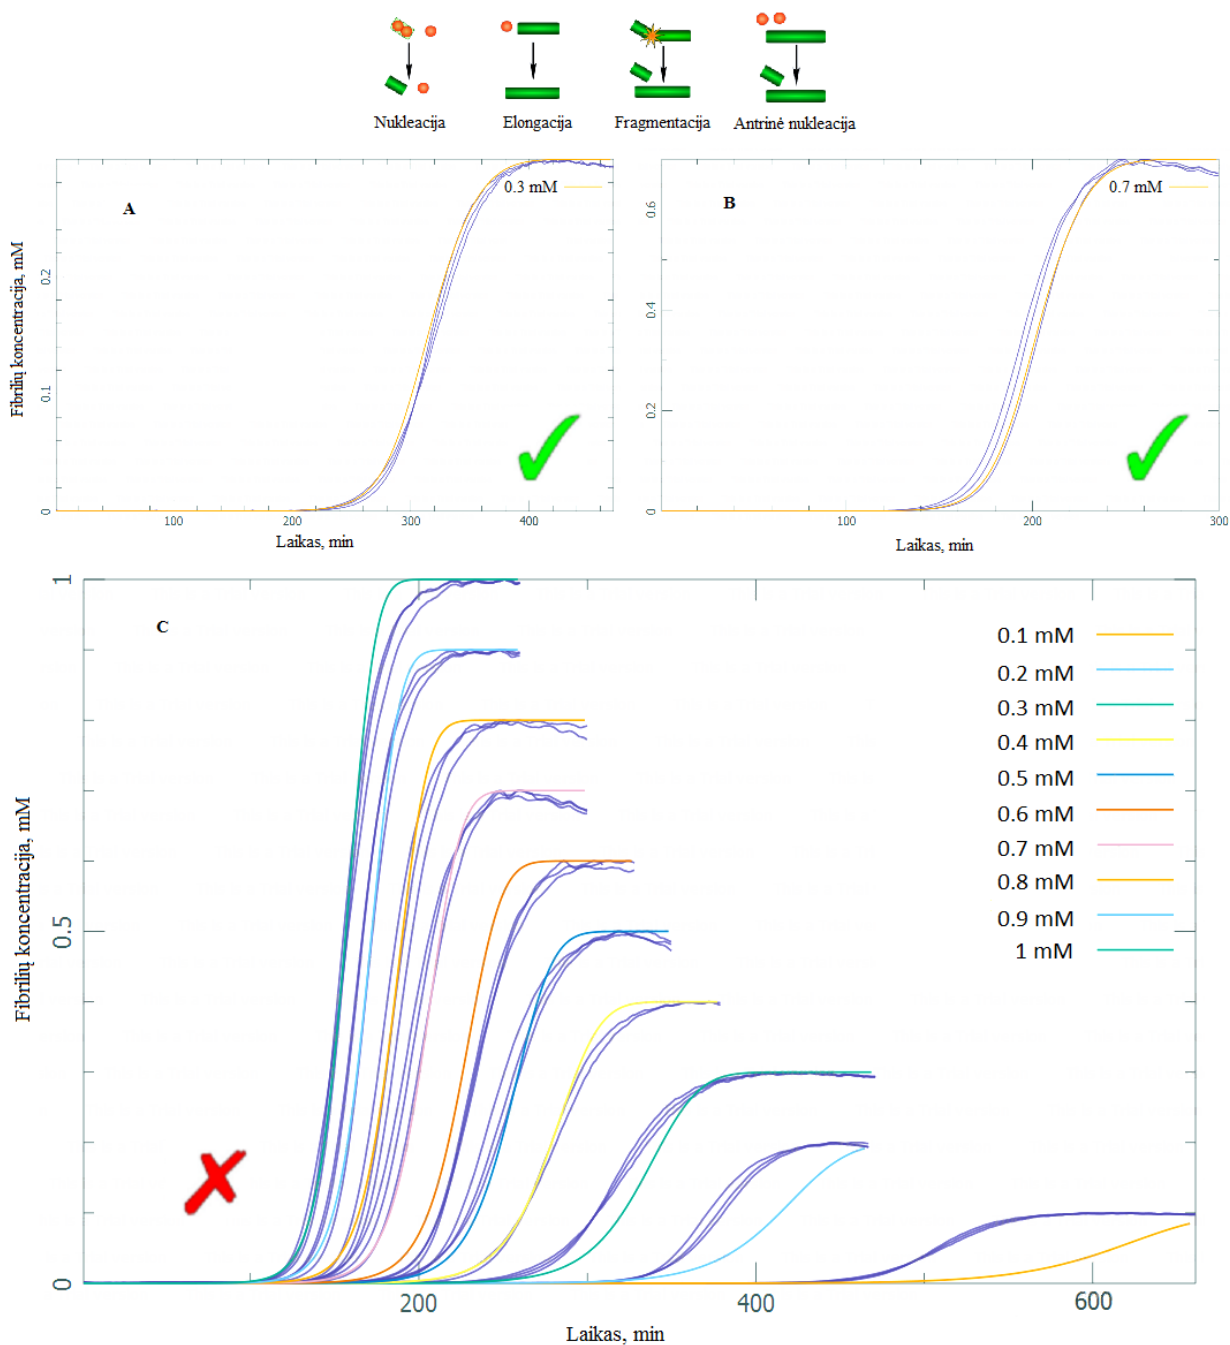 Nukleacija Elongacija Fragmentacija Antrinė nukleacija
A
0.3 mM
B
0.7 mM
Fibrilių koncentracija, mM
0.2
0.1
0
100 200 300 400
Laikas, min
0.6
0.4
0.2
0
100 200 300
Laikas, min
C
Fibrilių koncentracija, mM
1
0.5
0
0.1 mM
0.2 mM
0.3 mM
0.4 mM
0.5 mM
0.6 mM
0.7 mM
0.8 mM
0.9 mM
1 mM
200 400 600
Laikas, min